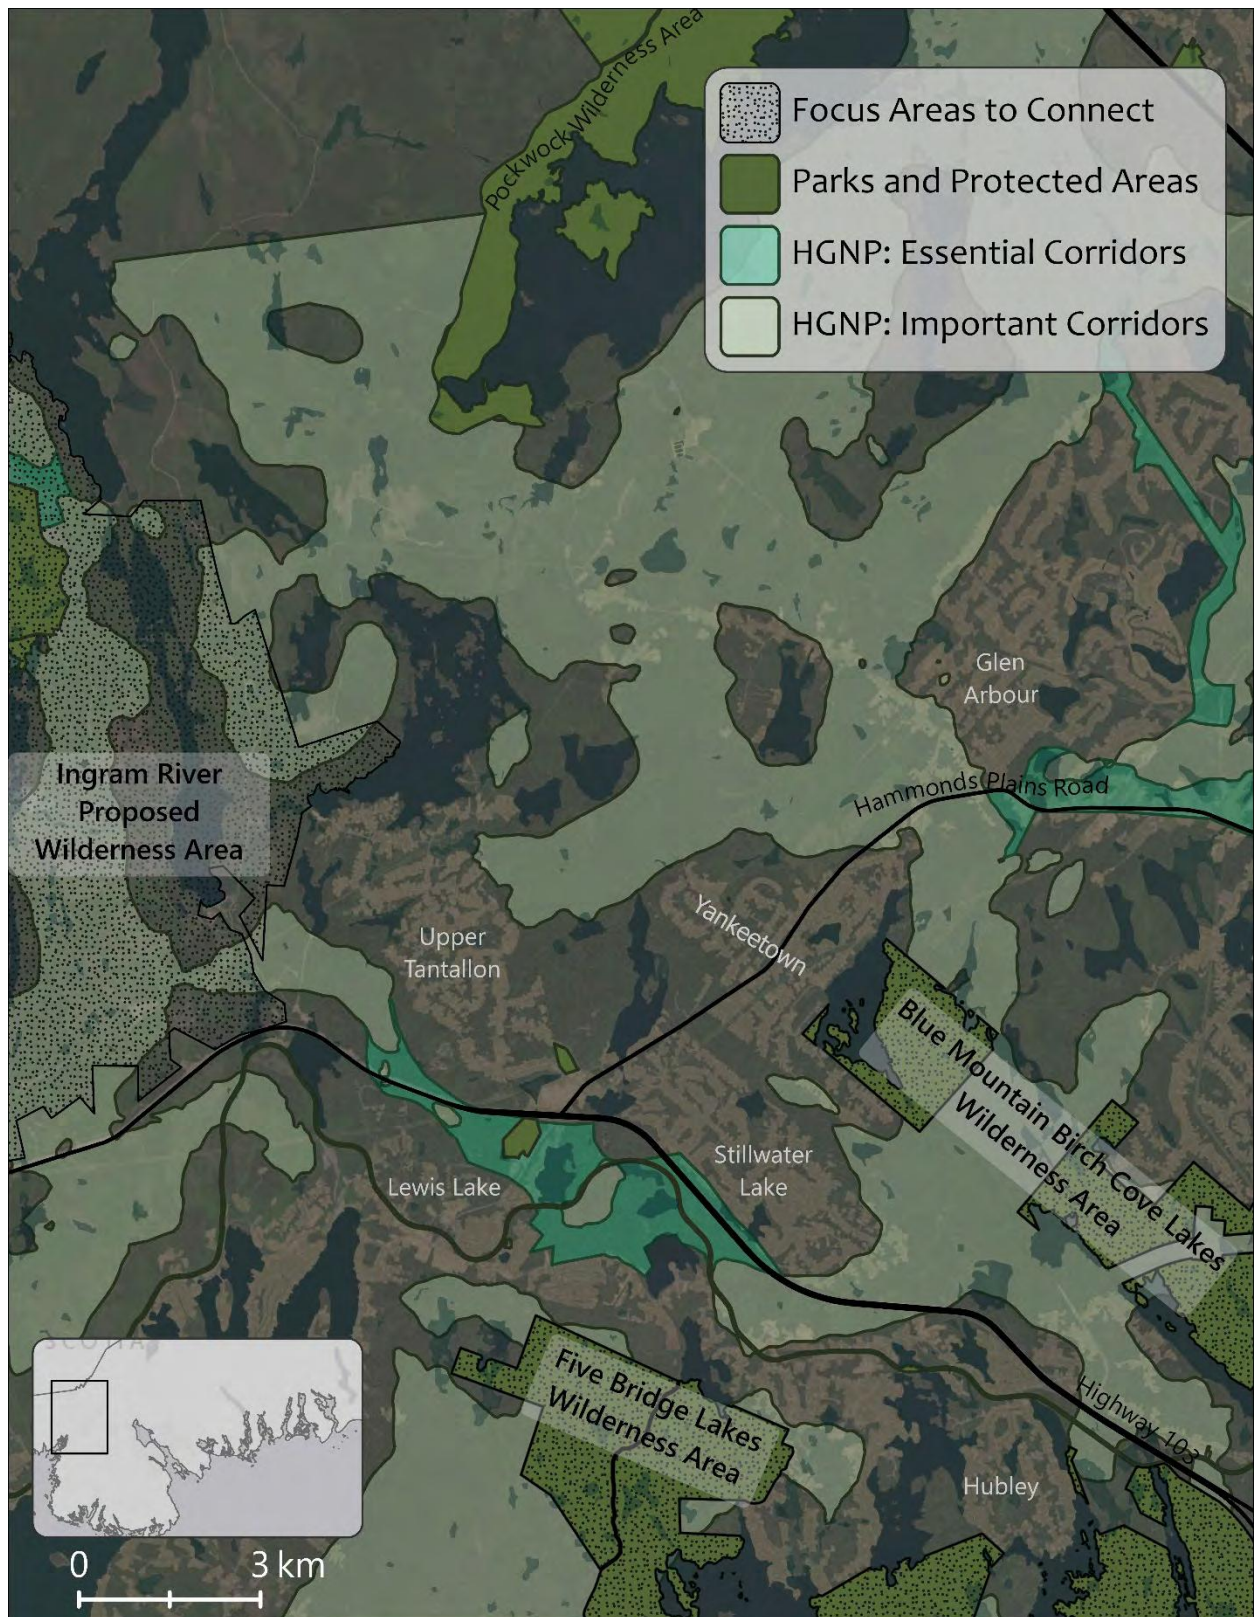 Pockwock Wilderness Area
Focus Areas to Connect
Parks and Protected Areas
HGNP: Essential Corridors
HGNP: Important Corridors
Glen
Arbour
Ingram River
Proposed
Wilderness Area
Hammonds Plains Road
Yankeetown
Upper
Tantallon
Blue Mountain Birch Cove Lakes
Wilderness Area
Stillwater
Lake
Lewis Lake
SCOTIA
Five Bridge Lakes
Wilderness Area
Highway 103
Hubley
0 3 km